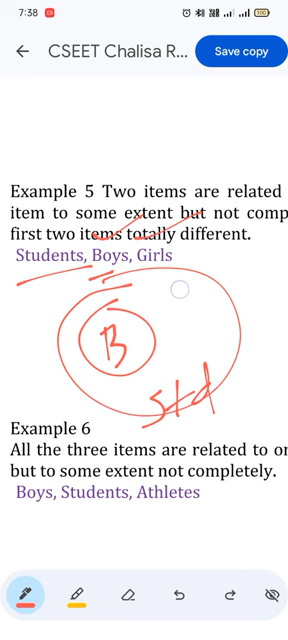 7:38
100
CSEET Chalisa R...
Save copy
Example 5 Two items are related
item to some extent but not comp
first two items totally different.
Students, Boys, Girls
B
Std
Example 6
All the three items are related to or
but to some extent not completely.
Boys, Students, Athletes